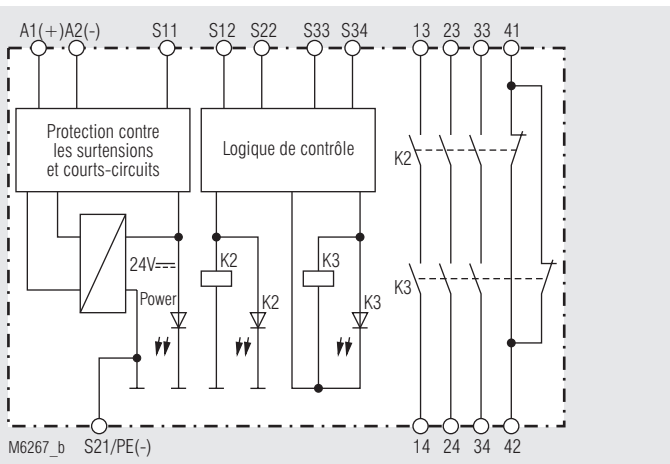 A1(+)A2(-) S11 S12 S22 S33 S34 13 23 33 41
Protection contre
les surtensions
et courts-circuits
Logique de contrôle
K2
24V
K2
K3
K3
Power
K2
K3
M6267_b S21/PE(-) 14 24 34 42